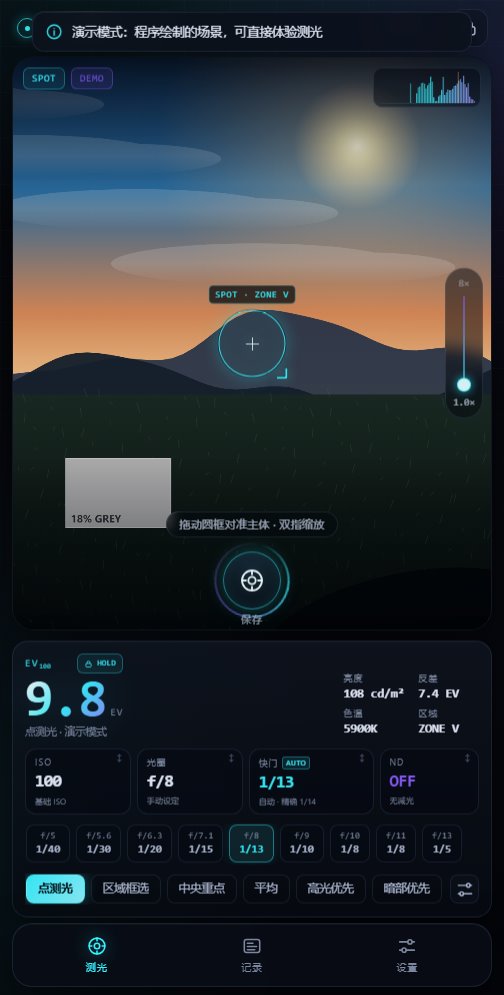 演示模式：程序绘制的场景，可直接体验测光
SPOT DEMO
8×
SPOT · ZONE V
1.0×
18% GREY
拖动圆框对准主体 · 双指缩放
保存
EV100 HOLD
9.8 EV
点测光 · 演示模式
亮度 反差
108 cd/m² 7.4 EV
色温 区域
5900K ZONE V
ISO 光圈 快门 AUTO ND
100 f/8 1/13 OFF
基础 ISO 手动设定 自动 · 精确 1/14 无减光
f/5 f/5.6 f/6.3 f/7.1 f/8 f/9 f/10 f/11 f/13
1/40 1/30 1/20 1/15 1/13 1/10 1/8 1/8 1/5
点测光 区域框选 中央重点 平均 高光优先 暗部优先
测光 记录 设置